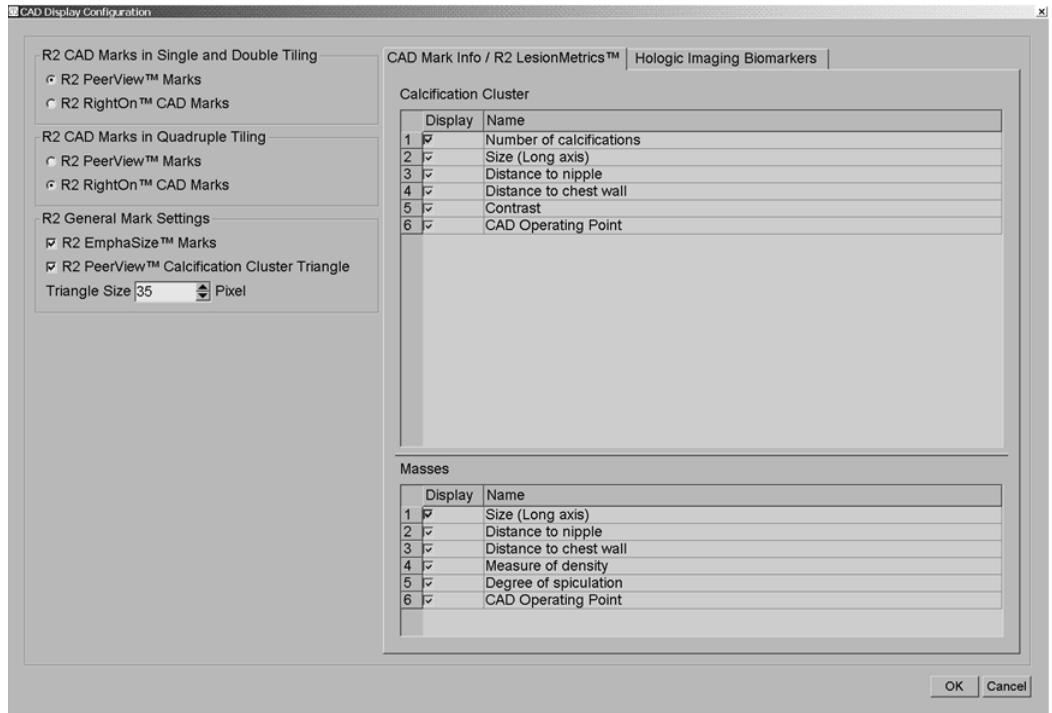 CAD Display Configuration
R2 CAD Marks in Single and Double Tiling
R2 PeerView™ Marks
R2 RightOn™ CAD Marks
R2 CAD Marks in Quadruple Tiling
R2 PeerView™ Marks
R2 RightOn™ CAD Marks
R2 General Mark Settings
R2 EmphaSize™ Marks
R2 PeerView™ Calcification Cluster Triangle
Triangle Size 35 Pixel
CAD Mark Info / R2 LesionMetrics™ Hologic Imaging Biomarkers
Calcification Cluster
Display Name
1 Number of calcifications
2 Size (Long axis)
3 Distance to nipple
4 Distance to chest wall
5 Contrast
6 CAD Operating Point
Masses
Display Name
1 Size (Long axis)
2 Distance to nipple
3 Distance to chest wall
4 Measure of density
5 Degree of spiculation
6 CAD Operating Point
OK Cancel